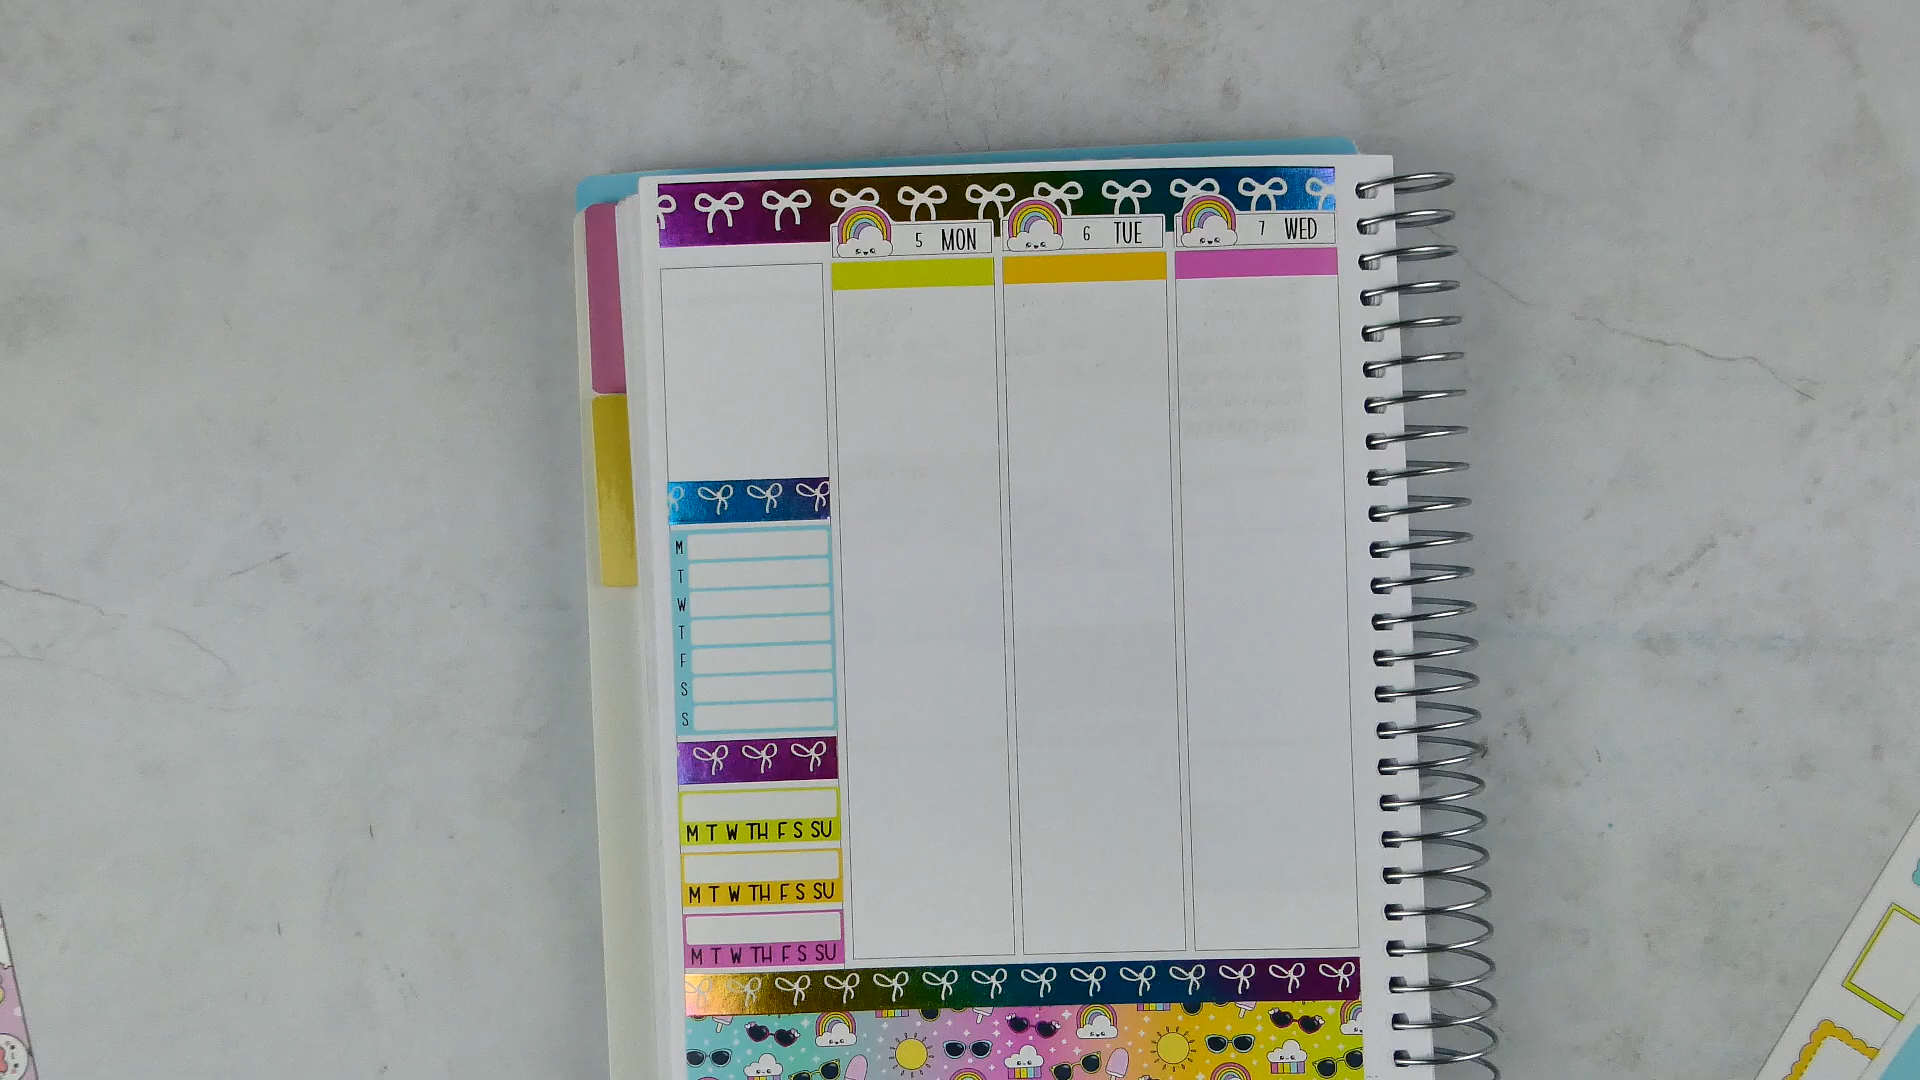 5 MON
6 TUE
7 WED
M
T
W
T
F
S
S
M T W TH F S SU
M T W TH F S SU
M T W TH F S SU